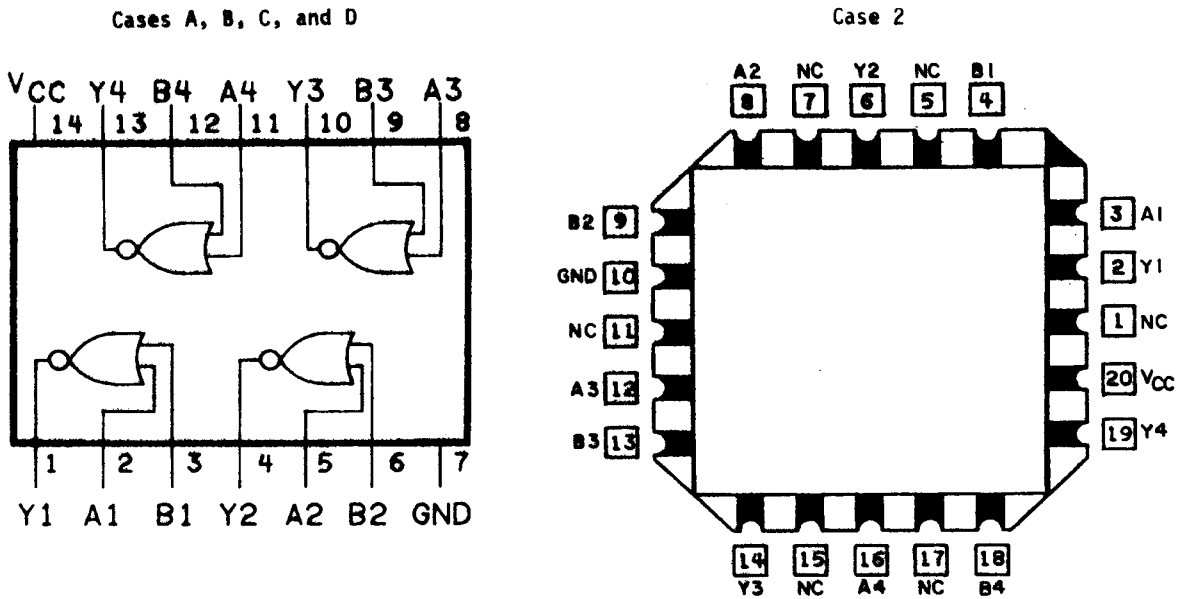 Cases A, B, C, and D
Case 2
VCC Y4 B4 A4 Y3 B3 A3
14 13 12 11 10 9 8
1 2 3 4 5 6 7
Y1 A1 B1 Y2 A2 B2 GND
A2 NC Y2 NC B1
8 7 6 5 4
B2 9
GND 10
NC 11
A3 12
B3 13
3 A1
2 Y1
1 NC
20 VCC
19 Y4
14 15 16 17 18
Y3 NC A4 NC B4